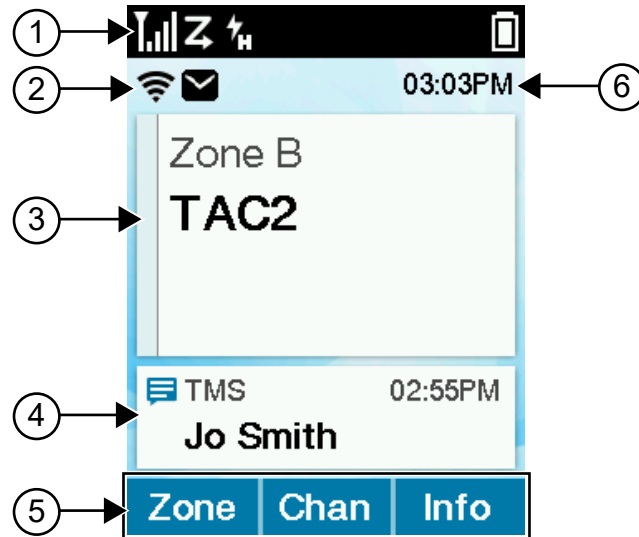 1
H
2
03:03PM
6
Zone B
TAC2
3
TMS 02:55PM
Jo Smith
4
5
Zone Chan Info